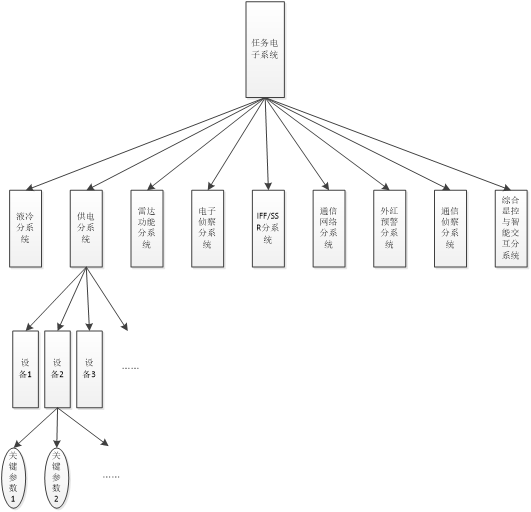 任务电
子系统
液冷
分系
统
供电
分系
统
雷达
功能
分系
统
电子
侦察
分系
统
IFF/SS
R分系
统
通信
网络
分系
统
外红
预警
分系
统
通信
侦察
分系
统
综合
显控
与智
能交
互分
系统
设
备1
设
备2
设
备3
......
关
键
参
数
1
关
键
参
数
2
......